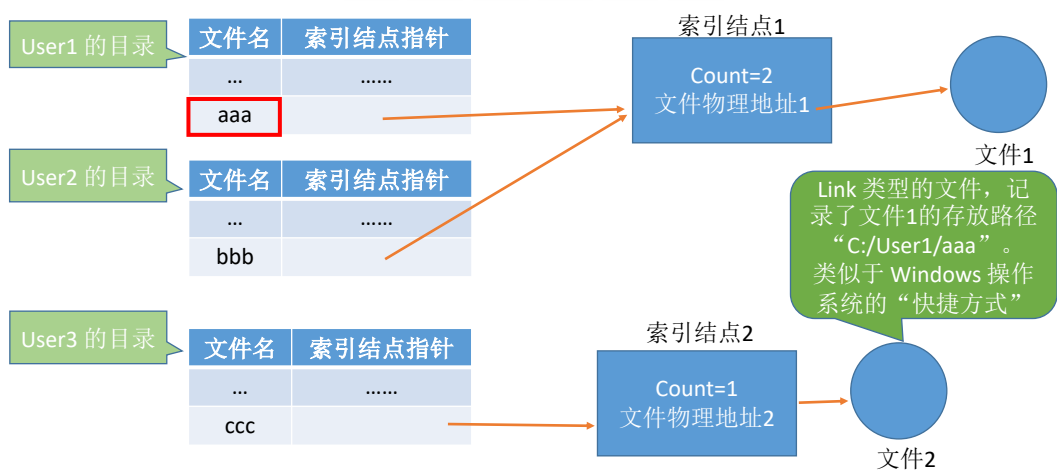 User1 的目录
文件名 索引结点指针
... ......
aaa
索引结点1
Count=2
文件物理地址1
文件1
User2 的目录
文件名 索引结点指针
... ......
bbb
Link 类型的文件，记
录了文件1的存放路径
“C:/User1/aaa”。
类似于 Windows 操作
系统的“快捷方式”
User3 的目录
文件名 索引结点指针
... ......
ccc
索引结点2
Count=1
文件物理地址2
文件2